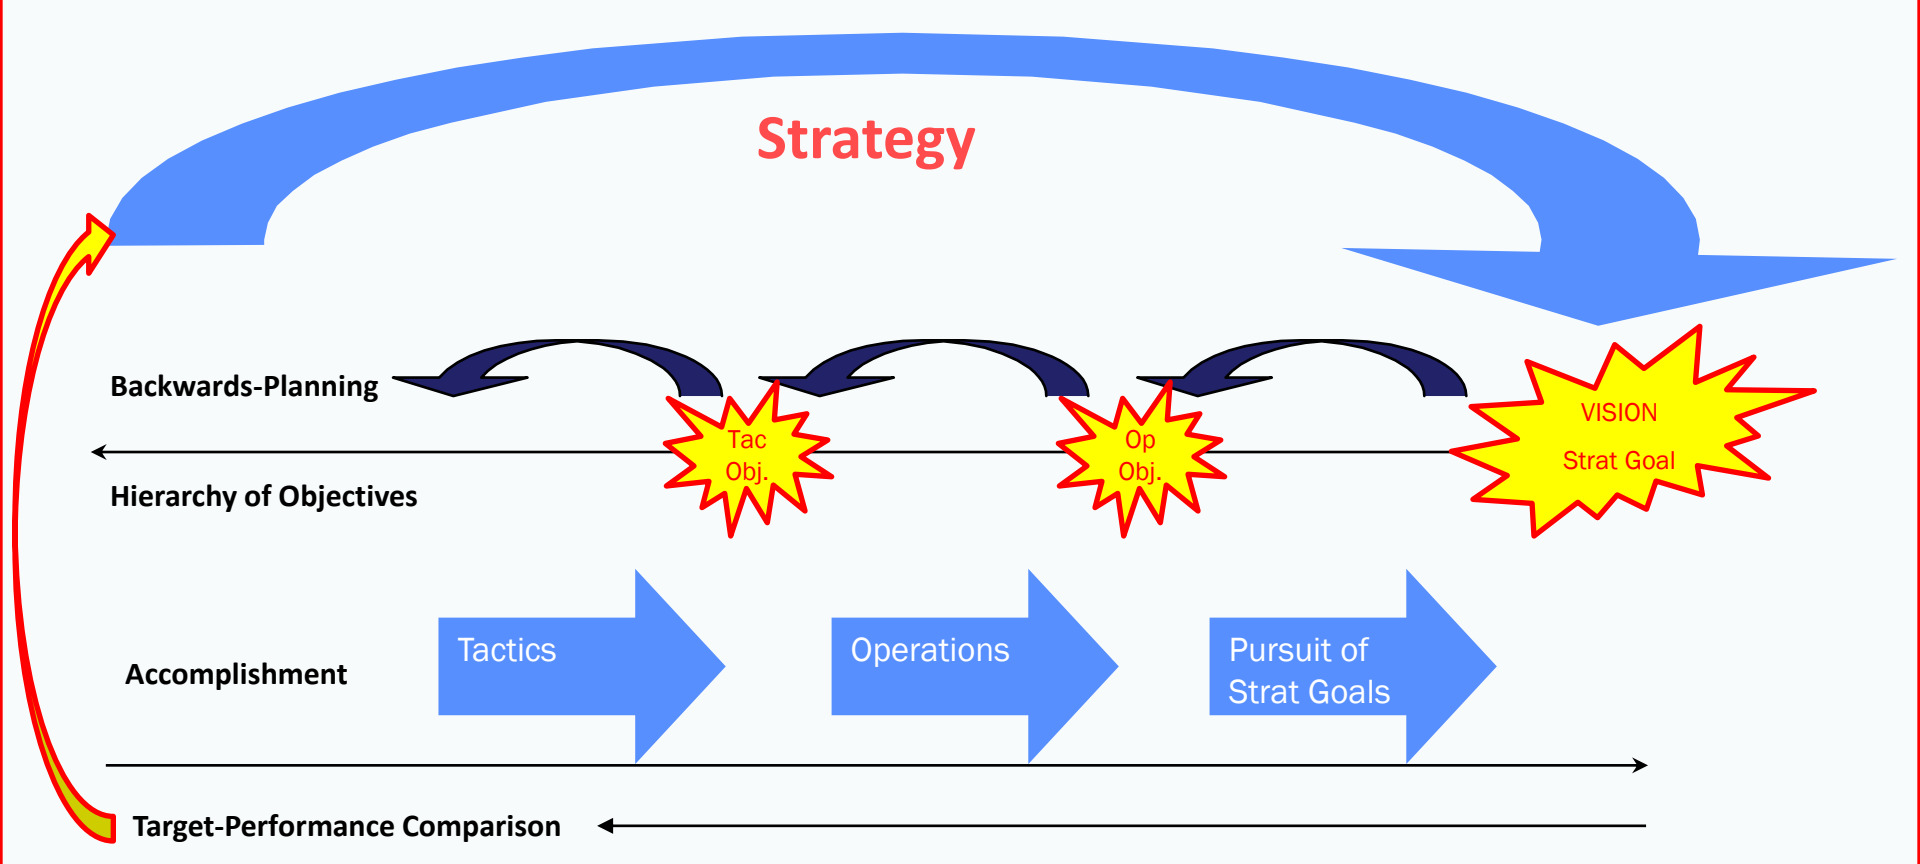 Strategy
Backwards-Planning
VISION
Strat Goal
Tac
Obj.
Op
Obj.
Hierarchy of Objectives
Accomplishment
Tactics
Operations
Pursuit of
Strat Goals
Target-Performance Comparison